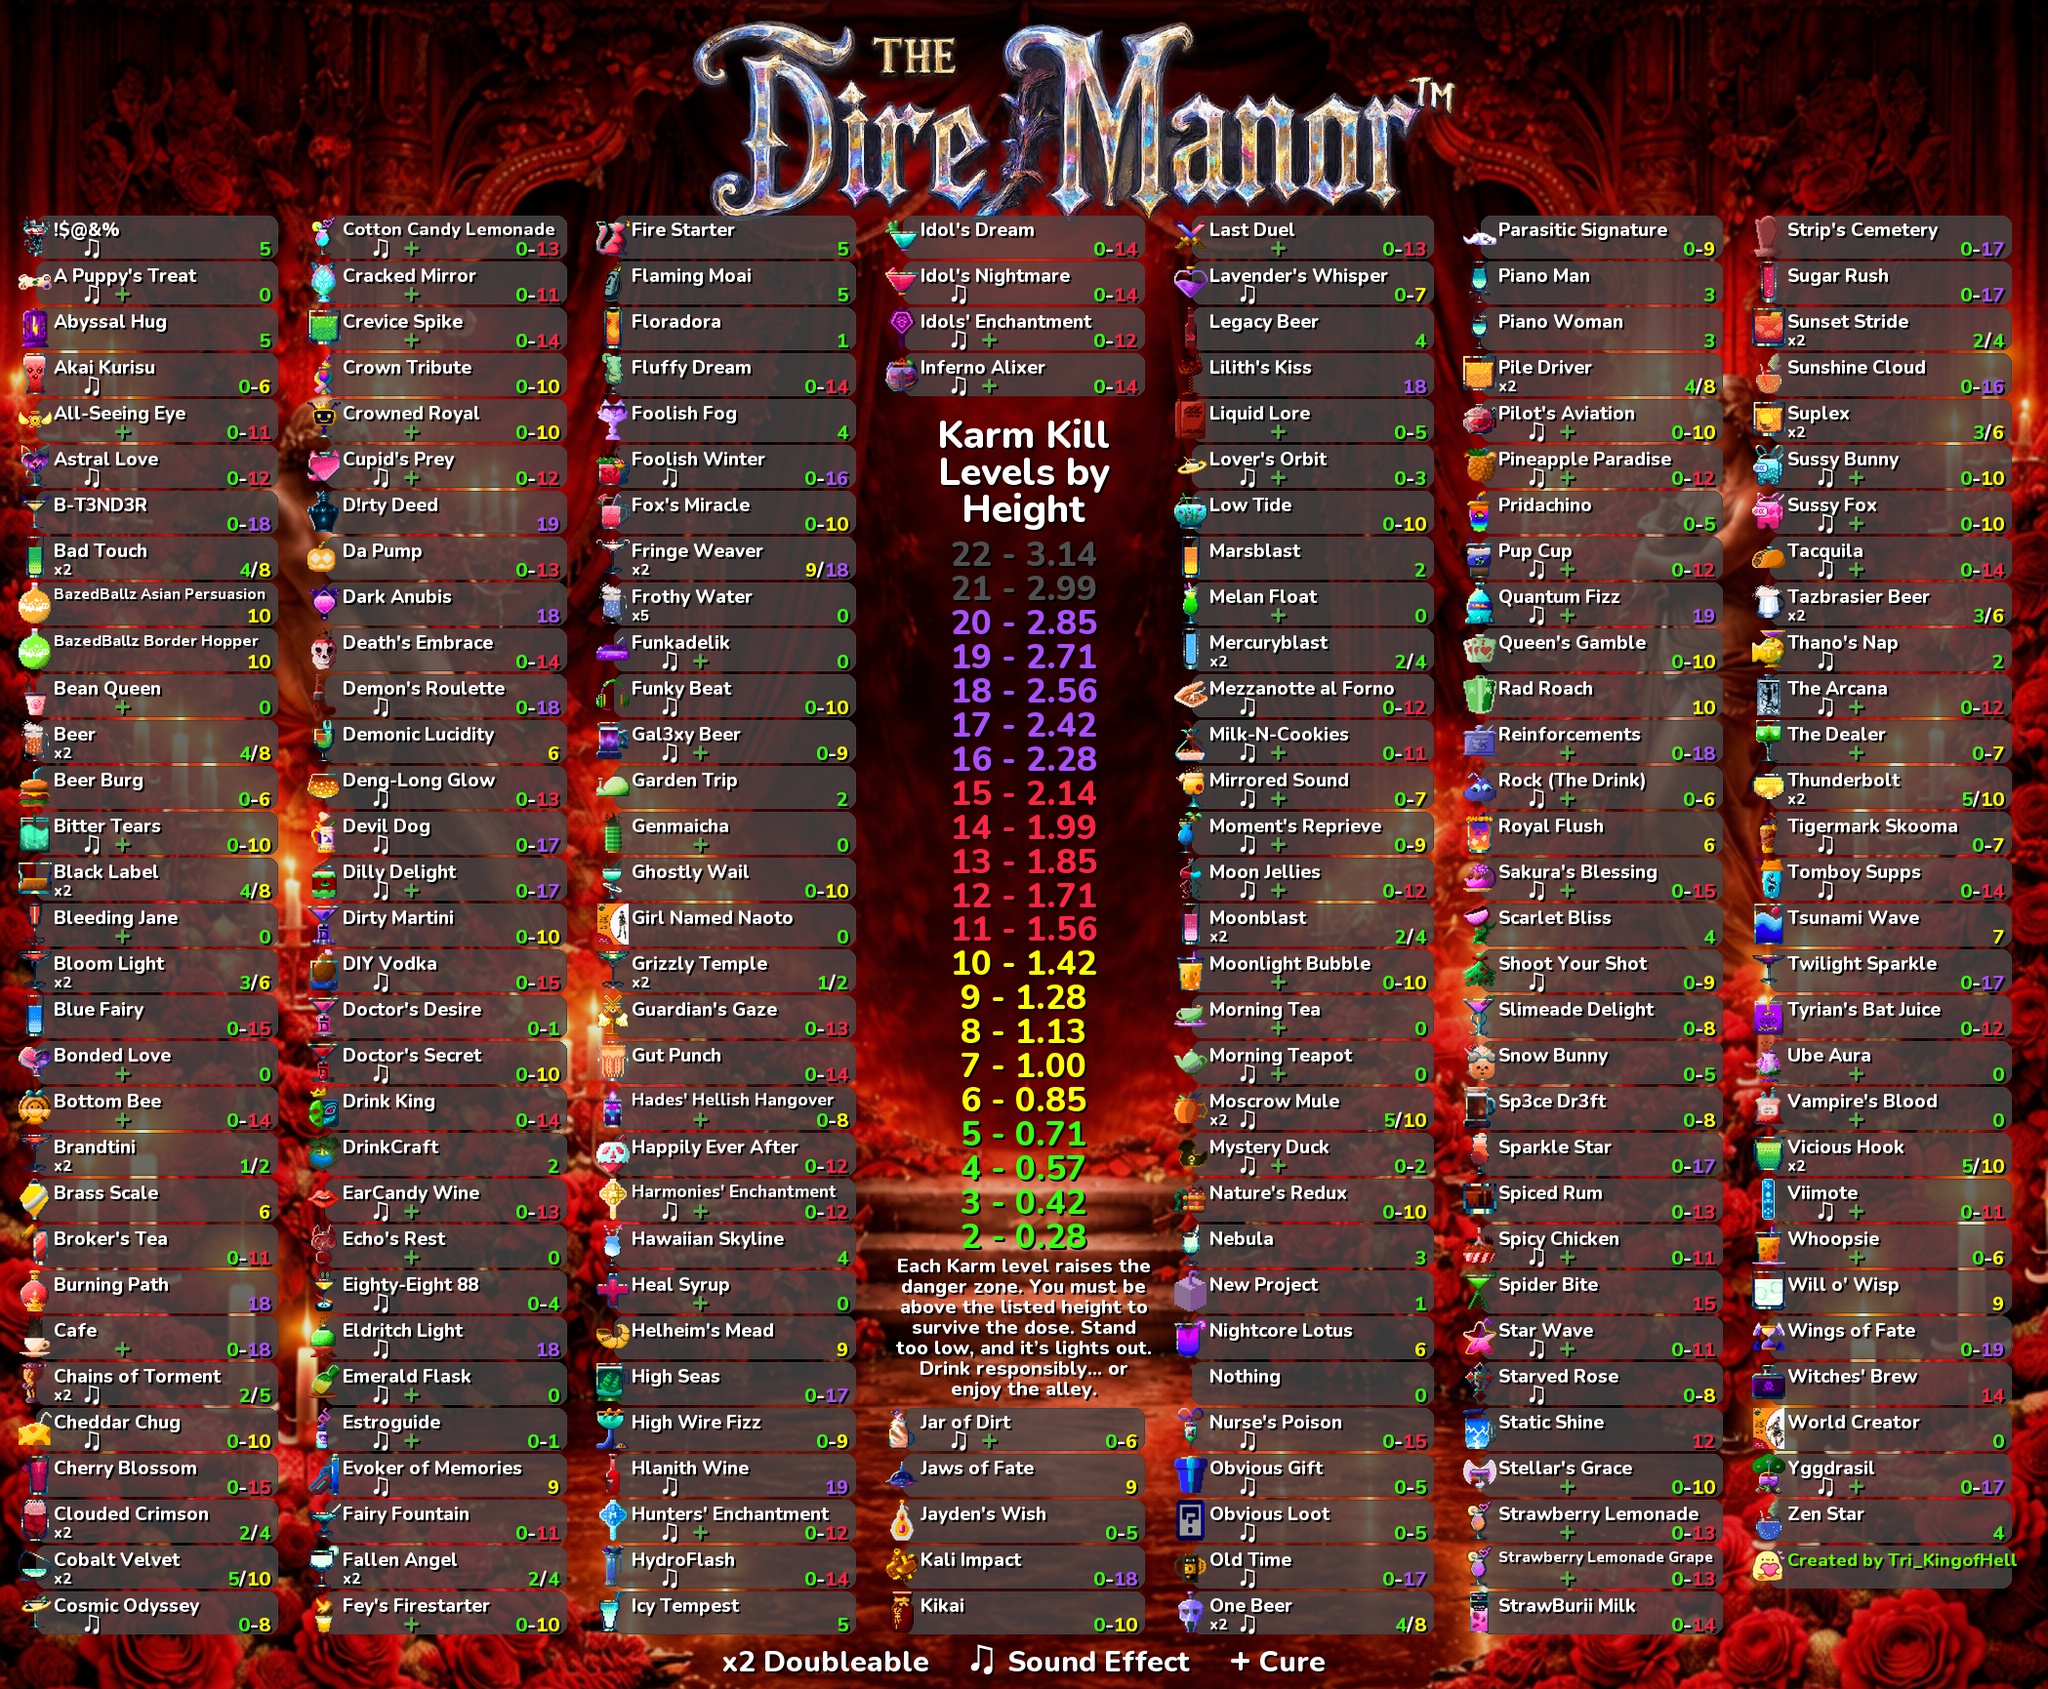 THE
Dire Manor™
!$@&%
♫ 5
A Puppy's Treat
♫ + 0
Abyssal Hug
5
Akai Kurisu
♫ 0-6
All-Seeing Eye
+ 0-11
Astral Love
♫ 0-12
B-T3ND3R
0-18
Bad Touch
x2 4/8
BazedBallz Asian Persuasion
10
BazedBallz Border Hopper
10
Bean Queen
+ 0
Beer
x2 4/8
Beer Burg
0-6
Bitter Tears
♫ + 0-10
Black Label
x2 4/8
Bleeding Jane
+ 0
Bloom Light
x2 3/6
Blue Fairy
0-15
Bonded Love
+ 0
Bottom Bee
+ 0-14
Brandtini
x2 1/2
Brass Scale
6
Broker's Tea
0-11
Burning Path
18
Cafe
+ 0-18
Chains of Torment
x2 ♫ 2/5
Cheddar Chug
♫ 0-10
Cherry Blossom
0-15
Clouded Crimson
x2 2/4
Cobalt Velvet
x2 5/10
Cosmic Odyssey
♫ 0-8
Cotton Candy Lemonade
♫ + 0-13
Cracked Mirror
+ 0-11
Crevice Spike
+ 0-14
Crown Tribute
0-10
Crowned Royal
+ 0-10
Cupid's Prey
♫ + 0-12
D!rty Deed
19
Da Pump
0-13
Dark Anubis
18
Death's Embrace
0-14
Demon's Roulette
♫ 0-18
Demonic Lucidity
6
Deng-Long Glow
♫ 0-13
Devil Dog
♫ 0-17
Dilly Delight
♫ + 0-17
Dirty Martini
0-10
DIY Vodka
♫ 0-15
Doctor's Desire
0-1
Doctor's Secret
♫ 0-10
Drink King
0-14
DrinkCraft
2
EarCandy Wine
♫ + 0-13
Echo's Rest
+ 0
Eighty-Eight 88
♫ 0-4
Eldritch Light
♫ 18
Emerald Flask
♫ + 0
Estroguide
♫ + 0-1
Evoker of Memories
♫ 9
Fairy Fountain
0-11
Fallen Angel
x2 2/4
Fey's Firestarter
+ 0-10
Fire Starter
5
Flaming Moai
5
Floradora
1
Fluffy Dream
0-14
Foolish Fog
4
Foolish Winter
♫ 0-16
Fox's Miracle
0-10
Fringe Weaver
x2 9/18
Frothy Water
x5 0
Funkadelik
♫ + 0
Funky Beat
♫ 0-10
Gal3xy Beer
♫ + 0-9
Garden Trip
2
Genmaicha
+ 0
Ghostly Wail
0-10
Girl Named Naoto
0
Grizzly Temple
x2 1/2
Guardian's Gaze
0-13
Gut Punch
0-14
Hades' Hellish Hangover
+ 0-8
Happily Ever After
0-12
Harmonies' Enchantment
♫ + 0-12
Hawaiian Skyline
4
Heal Syrup
+ 0
Helheim's Mead
9
High Seas
0-17
High Wire Fizz
0-9
Hlanith Wine
19
Hunters' Enchantment
♫ + 0-12
HydroFlash
♫ 0-14
Icy Tempest
5
Idol's Dream
0-14
Idol's Nightmare
♫ 0-14
Idols' Enchantment
♫ + 0-12
Inferno Alixer
♫ + 0-14
Karm Kill
Levels by
Height
22 - 3.14
21 - 2.99
20 - 2.85
19 - 2.71
18 - 2.56
17 - 2.42
16 - 2.28
15 - 2.14
14 - 1.99
13 - 1.85
12 - 1.71
11 - 1.56
10 - 1.42
9 - 1.28
8 - 1.13
7 - 1.00
6 - 0.85
5 - 0.71
4 - 0.57
3 - 0.42
2 - 0.28
Each Karm level raises the
danger zone. You must be
above the listed height to
survive the dose. Stand
too low, and it's lights out.
Drink responsibly... or
enjoy the alley.
Jar of Dirt
♫ + 0-6
Jaws of Fate
9
Jayden's Wish
0-5
Kali Impact
0-18
Kikai
0-10
Last Duel
+ 0-13
Lavender's Whisper
♫ 0-7
Legacy Beer
4
Lilith's Kiss
18
Liquid Lore
+ 0-5
Lover's Orbit
♫ + 0-3
Low Tide
0-10
Marsblast
2
Melan Float
+ 0
Mercuryblast
x2 2/4
Mezzanotte al Forno
♫ 0-12
Milk-N-Cookies
♫ + 0-11
Mirrored Sound
♫ + 0-7
Moment's Reprieve
♫ + 0-9
Moon Jellies
♫ + 0-12
Moonblast
x2 2/4
Moonlight Bubble
+ 0-10
Morning Tea
+ 0
Morning Teapot
♫ + 0
Moscrow Mule
x2 ♫ 5/10
Mystery Duck
♫ + 0-2
Nature's Redux
0-10
Nebula
3
New Project
1
Nightcore Lotus
6
Nothing
0
Nurse's Poison
♫ 0-15
Obvious Gift
♫ 0-5
Obvious Loot
♫ 0-5
Old Time
♫ 0-17
One Beer
x2 ♫ 4/8
Parasitic Signature
0-9
Piano Man
3
Piano Woman
3
Pile Driver
x2 4/8
Pilot's Aviation
♫ + 0-10
Pineapple Paradise
♫ + 0-12
Pridachino
0-5
Pup Cup
♫ + 0-12
Quantum Fizz
♫ + 19
Queen's Gamble
0-10
Rad Roach
10
Reinforcements
+ 0-18
Rock (The Drink)
♫ + 0-6
Royal Flush
6
Sakura's Blessing
♫ + 0-15
Scarlet Bliss
4
Shoot Your Shot
♫ 0-9
Slimeade Delight
0-8
Snow Bunny
0-5
Sp3ce Dr3ft
0-8
Sparkle Star
0-17
Spiced Rum
0-13
Spicy Chicken
♫ + 0-11
Spider Bite
15
Star Wave
♫ + 0-11
Starved Rose
♫ 0-8
Static Shine
12
Stellar's Grace
+ 0-10
Strawberry Lemonade
+ 0-13
Strawberry Lemonade Grape
+ 0-13
StrawBurii Milk
0-14
Strip's Cemetery
0-17
Sugar Rush
0-17
Sunset Stride
x2 2/4
Sunshine Cloud
0-16
Suplex
x2 3/6
Sussy Bunny
+ 0-10
Sussy Fox
♫ + 0-10
Tacquila
♫ + 0-14
Tazbrasier Beer
x2 3/6
Thano's Nap
♫ 2
The Arcana
♫ + 0-12
The Dealer
+ 0-7
Thunderbolt
x2 5/10
Tigermark Skooma
♫ 0-7
Tomboy Supps
♫ 0-14
Tsunami Wave
7
Twilight Sparkle
0-17
Tyrian's Bat Juice
0-12
Ube Aura
+ 0
Vampire's Blood
+ 0
Vicious Hook
x2 5/10
Viimote
♫ + 0-11
Whoopsie
+ 0-6
Will o' Wisp
9
Wings of Fate
0-19
Witches' Brew
14
World Creator
0
Yggdrasil
♫ + 0-17
Zen Star
4
Created by Tri_KingofHell
x2 Doubleable ♫ Sound Effect + Cure